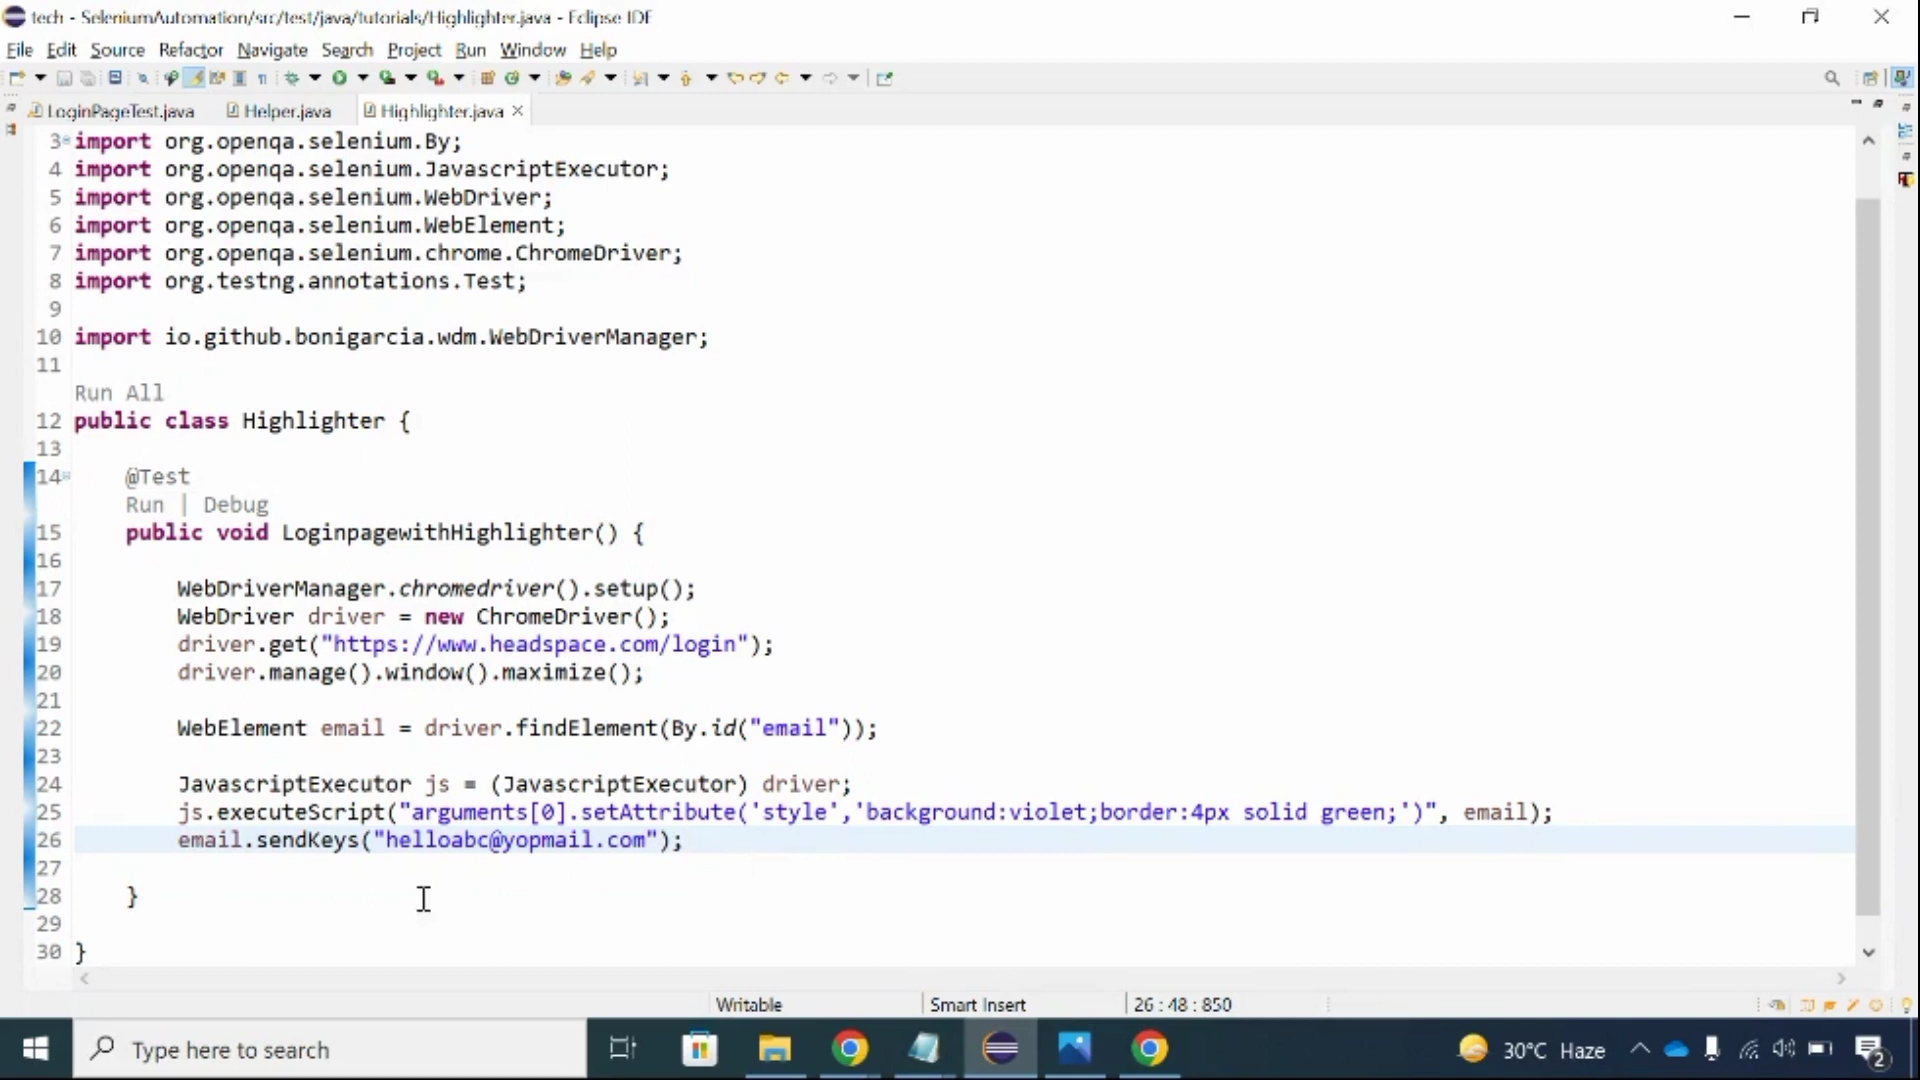 tech - SeleniumAutomation/src/test/java/tutorials/Highlighter.java - Eclipse IDE
File Edit Source Refactor Navigate Search Project Run Window Help
LoginPageTest.java Helper.java Highlighter.java
3 import org.openqa.selenium.By;
4 import org.openqa.selenium.JavascriptExecutor;
5 import org.openqa.selenium.WebDriver;
6 import org.openqa.selenium.WebElement;
7 import org.openqa.selenium.chrome.ChromeDriver;
8 import org.testng.annotations.Test;
9
10 import io.github.bonigarcia.wdm.WebDriverManager;
11
Run All
12 public class Highlighter {
13
14 @Test
Run | Debug
15 public void LoginpagewithHighlighter() {
16
17 WebDriverManager.chromedriver().setup();
18 WebDriver driver = new ChromeDriver();
19 driver.get("https://www.headspace.com/login");
20 driver.manage().window().maximize();
21
22 WebElement email = driver.findElement(By.id("email"));
23
24 JavascriptExecutor js = (JavascriptExecutor) driver;
25 js.executeScript("arguments[0].setAttribute('style','background:violet;border:4px solid green;')", email);
26 email.sendKeys("helloabc@yopmail.com");
27
28 }
29
30 }
Writable Smart Insert 26 : 48 : 850
Type here to search 30°C Haze 2